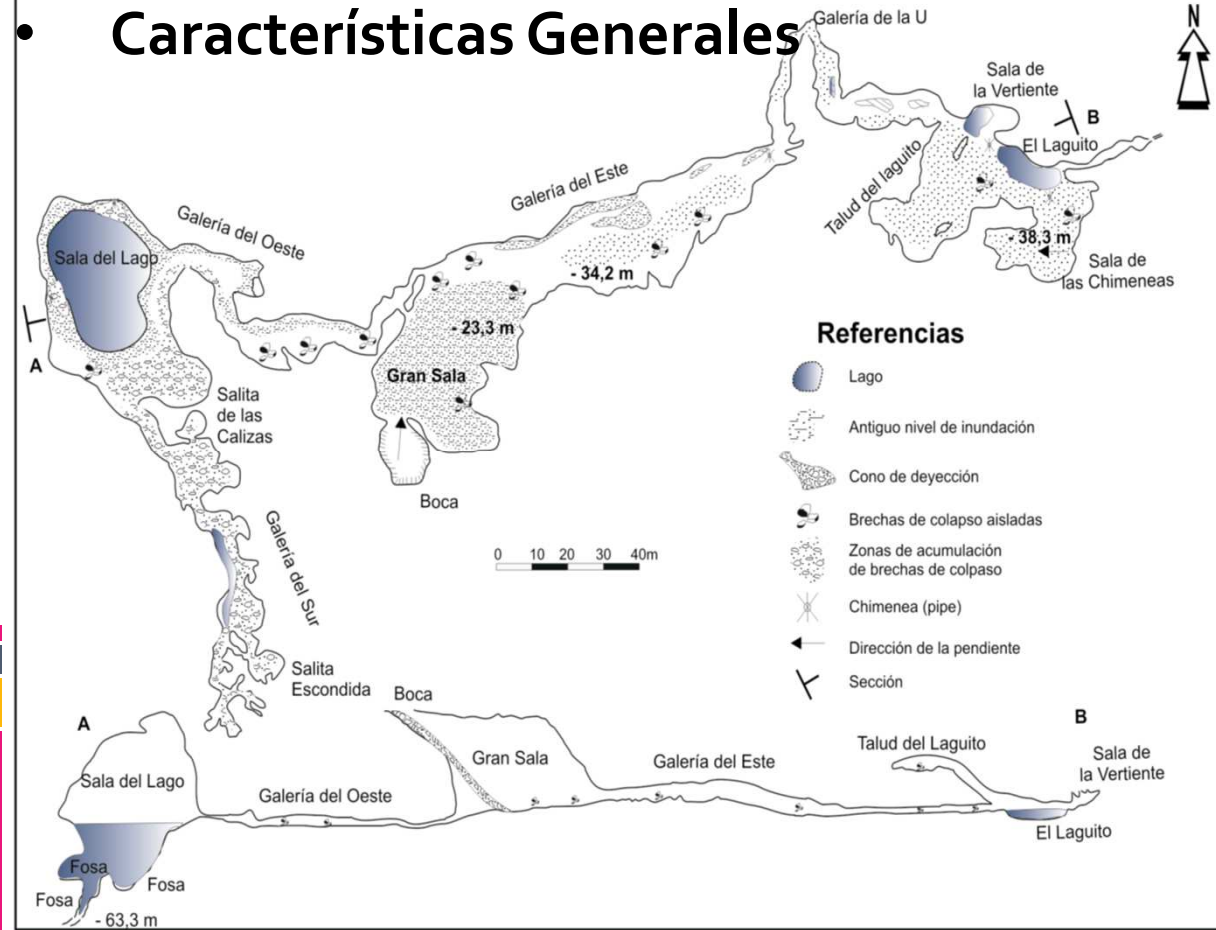 • Características Generales
Galería de la U
N
Sala de
la Vertiente
B
El Laguito
Talud del laguito
Galería del Este
- 38,3 m
Sala de
las Chimeneas
Galería del Oeste
Sala del Lago
- 34,2 m
- 23,3 m
Gran Sala
A
Salita
de las
Calizas
Boca
Galería del Sur
Salita
Escondida
0 10 20 30 40m
Referencias
Lago
Antiguo nivel de inundación
Cono de deyección
Brechas de colapso aisladas
Zonas de acumulación
de brechas de colpaso
Chimenea (pipe)
Dirección de la pendiente
Sección
A
Boca
B
Sala del Lago
Galería del Oeste
Gran Sala
Galería del Este
Talud del Laguito
Sala de
la Vertiente
El Laguito
Fosa
Fosa
Fosa
- 63,3 m